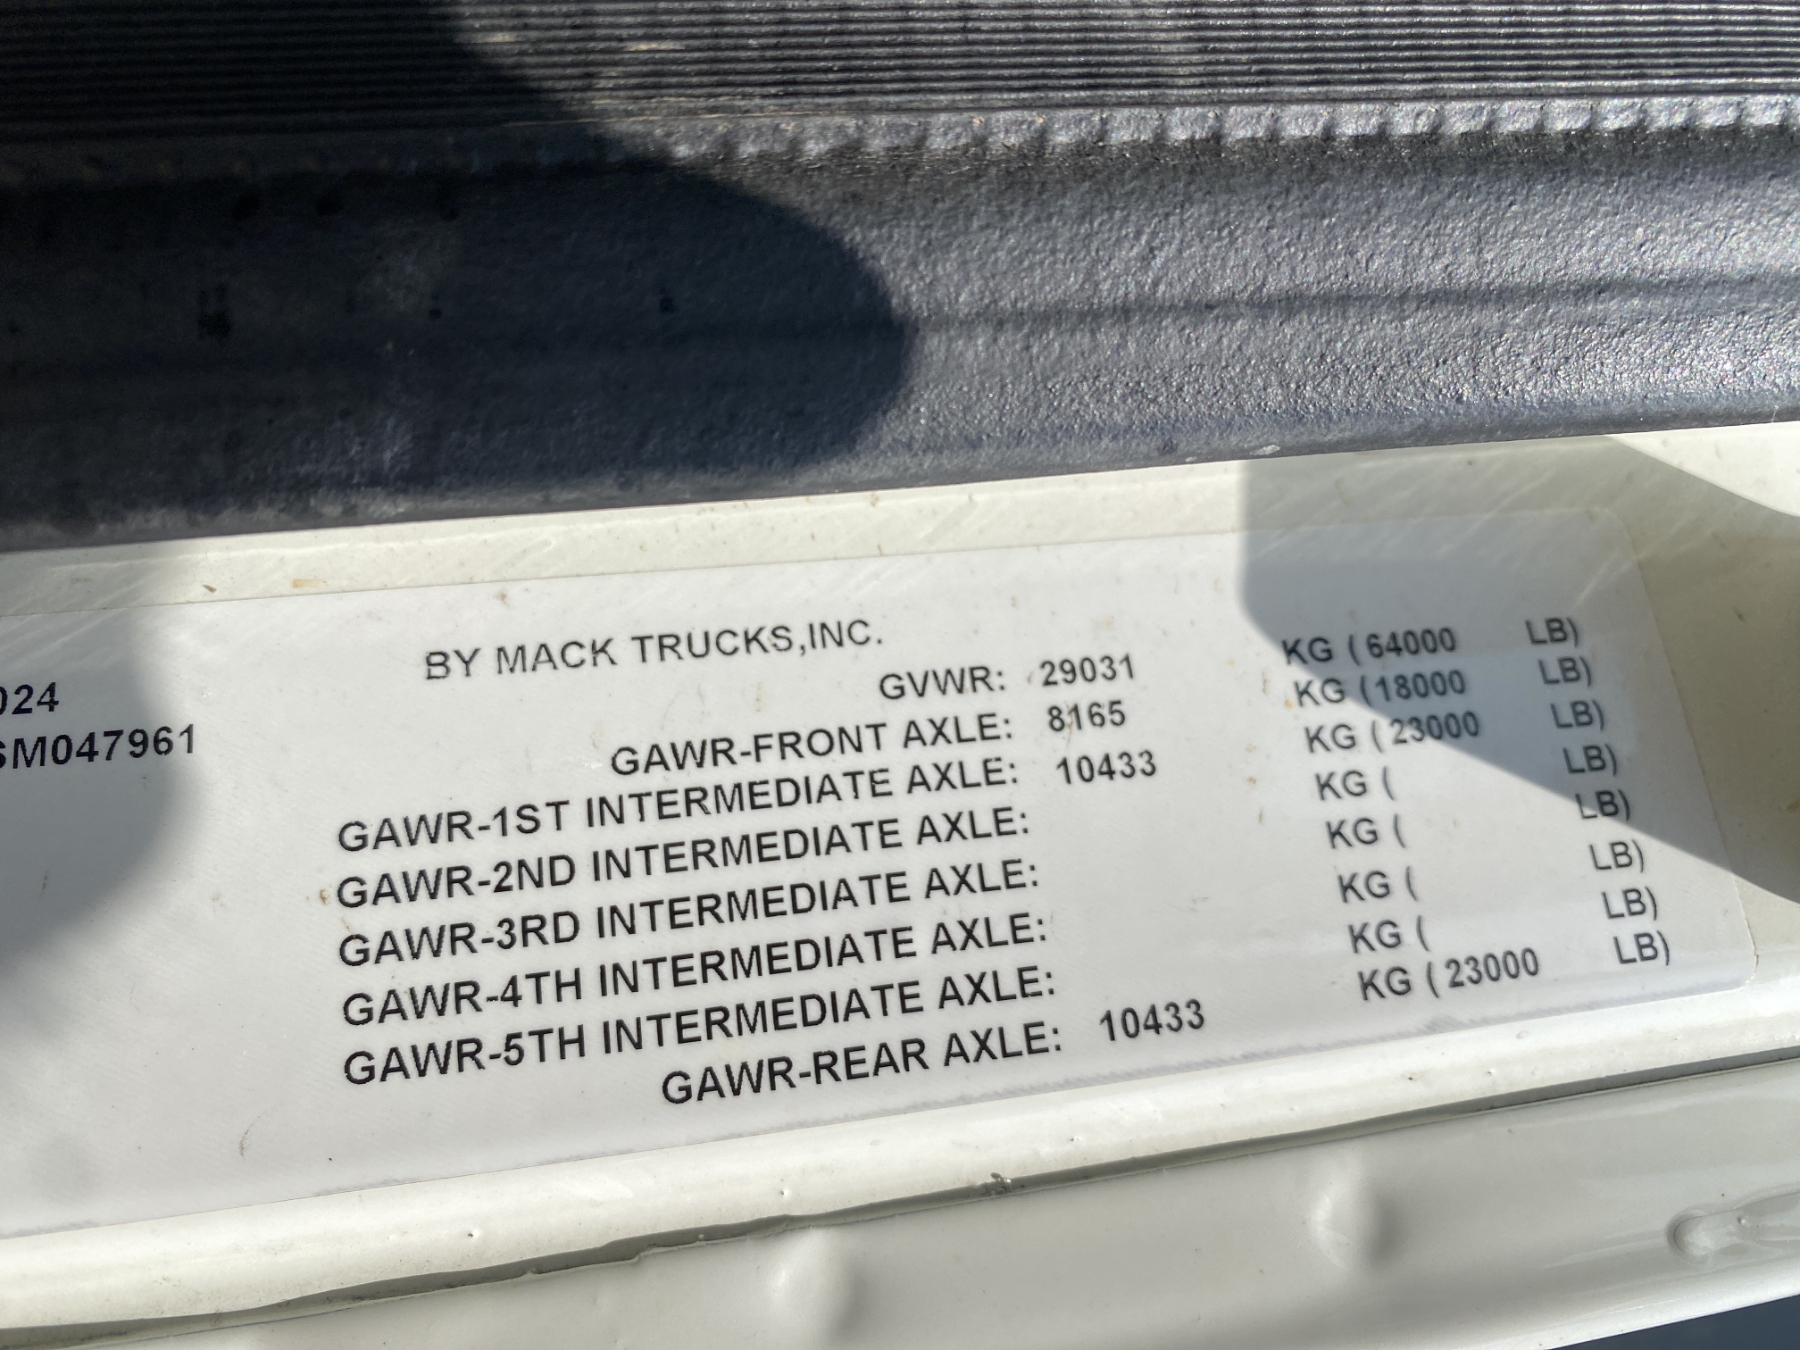 BY MACK TRUCKS,INC.
024 GVWR: 29031 KG (64000 LB)
SM047961 GAWR-FRONT AXLE: 8165 KG (18000 LB)
GAWR-1ST INTERMEDIATE AXLE: 10433 KG (23000 LB)
GAWR-2ND INTERMEDIATE AXLE: KG ( LB)
GAWR-3RD INTERMEDIATE AXLE: KG ( LB)
GAWR-4TH INTERMEDIATE AXLE: KG ( LB)
GAWR-5TH INTERMEDIATE AXLE: KG ( LB)
GAWR-REAR AXLE: 10433 KG (23000 LB)